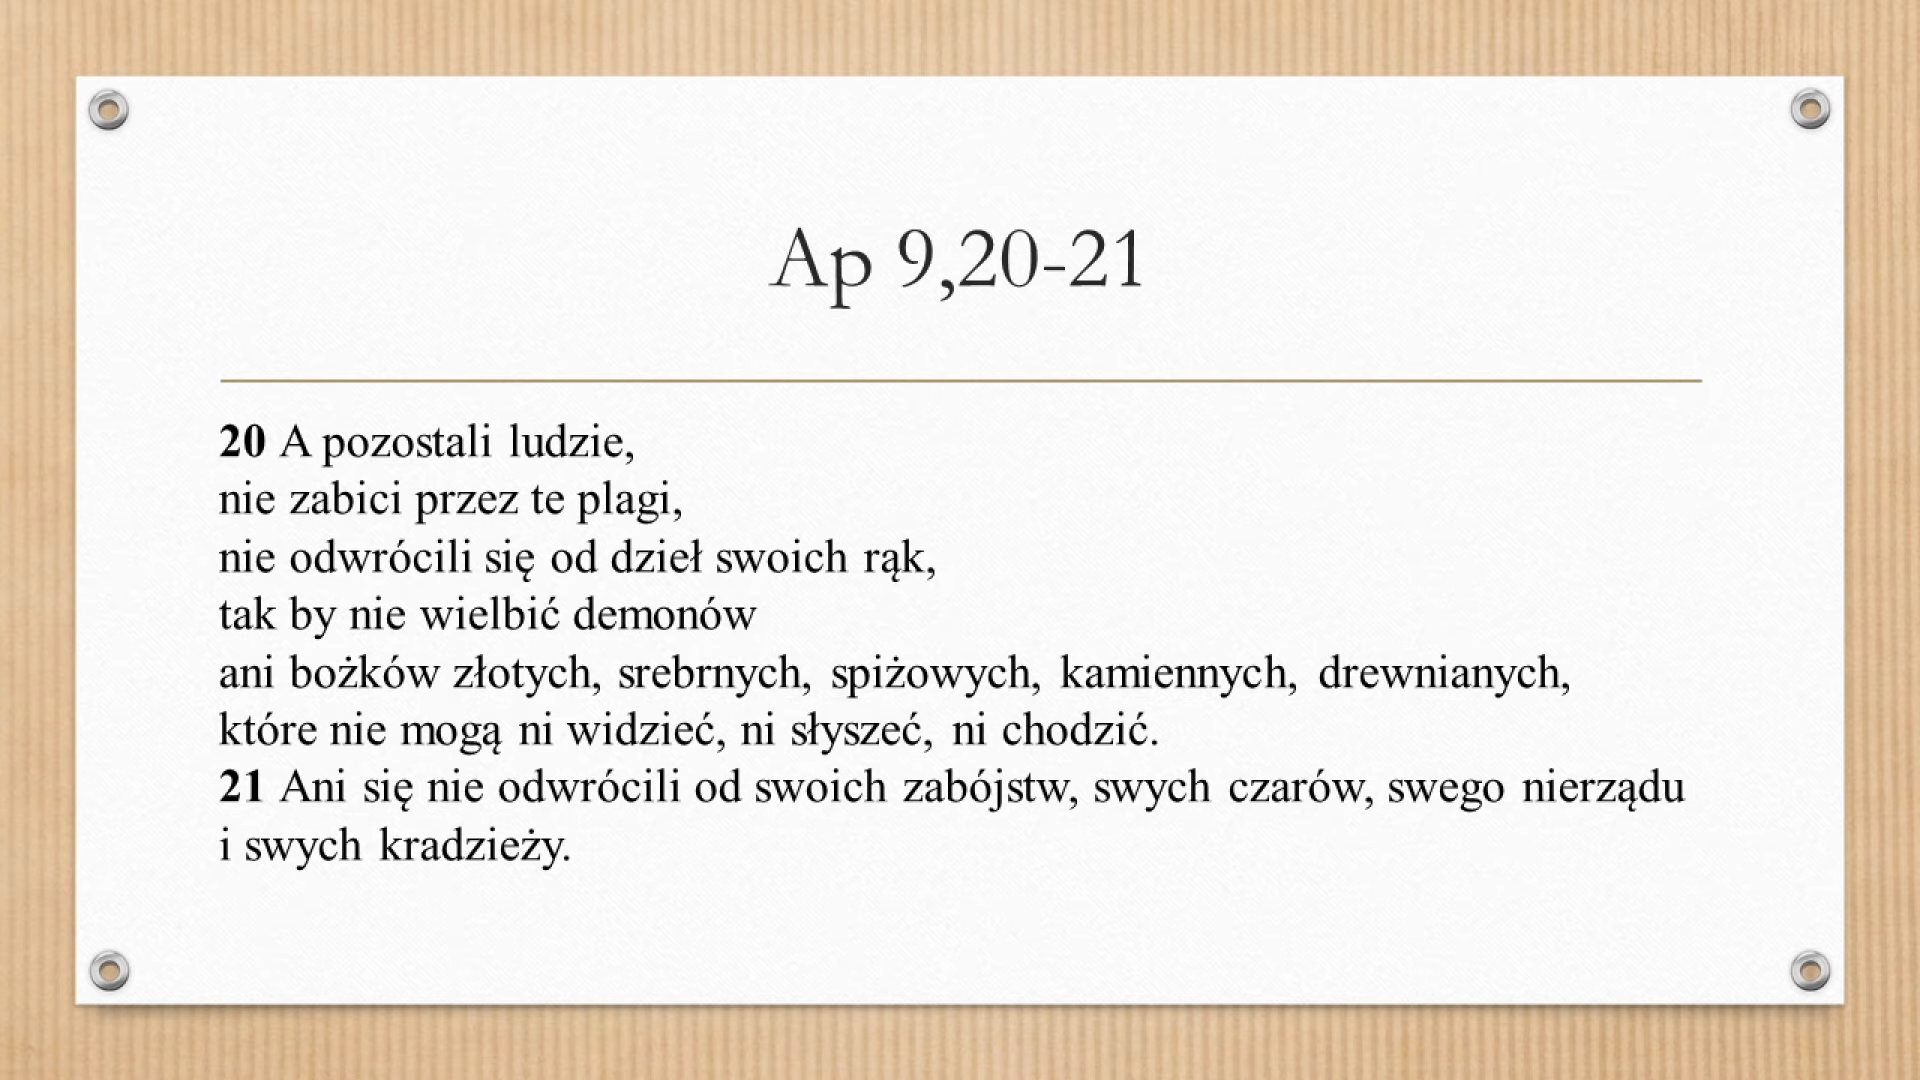 Ap 9,20-21
20 A pozostali ludzie,
nie zabici przez te plagi,
nie odwrócili się od dzieł swoich rąk,
tak by nie wielbić demonów
ani bożków złotych, srebrnych, spiżowych, kamiennych, drewnianych,
które nie mogą ni widzieć, ni słyszeć, ni chodzić.
21 Ani się nie odwrócili od swoich zabójstw, swych czarów, swego nierządu
i swych kradzieży.